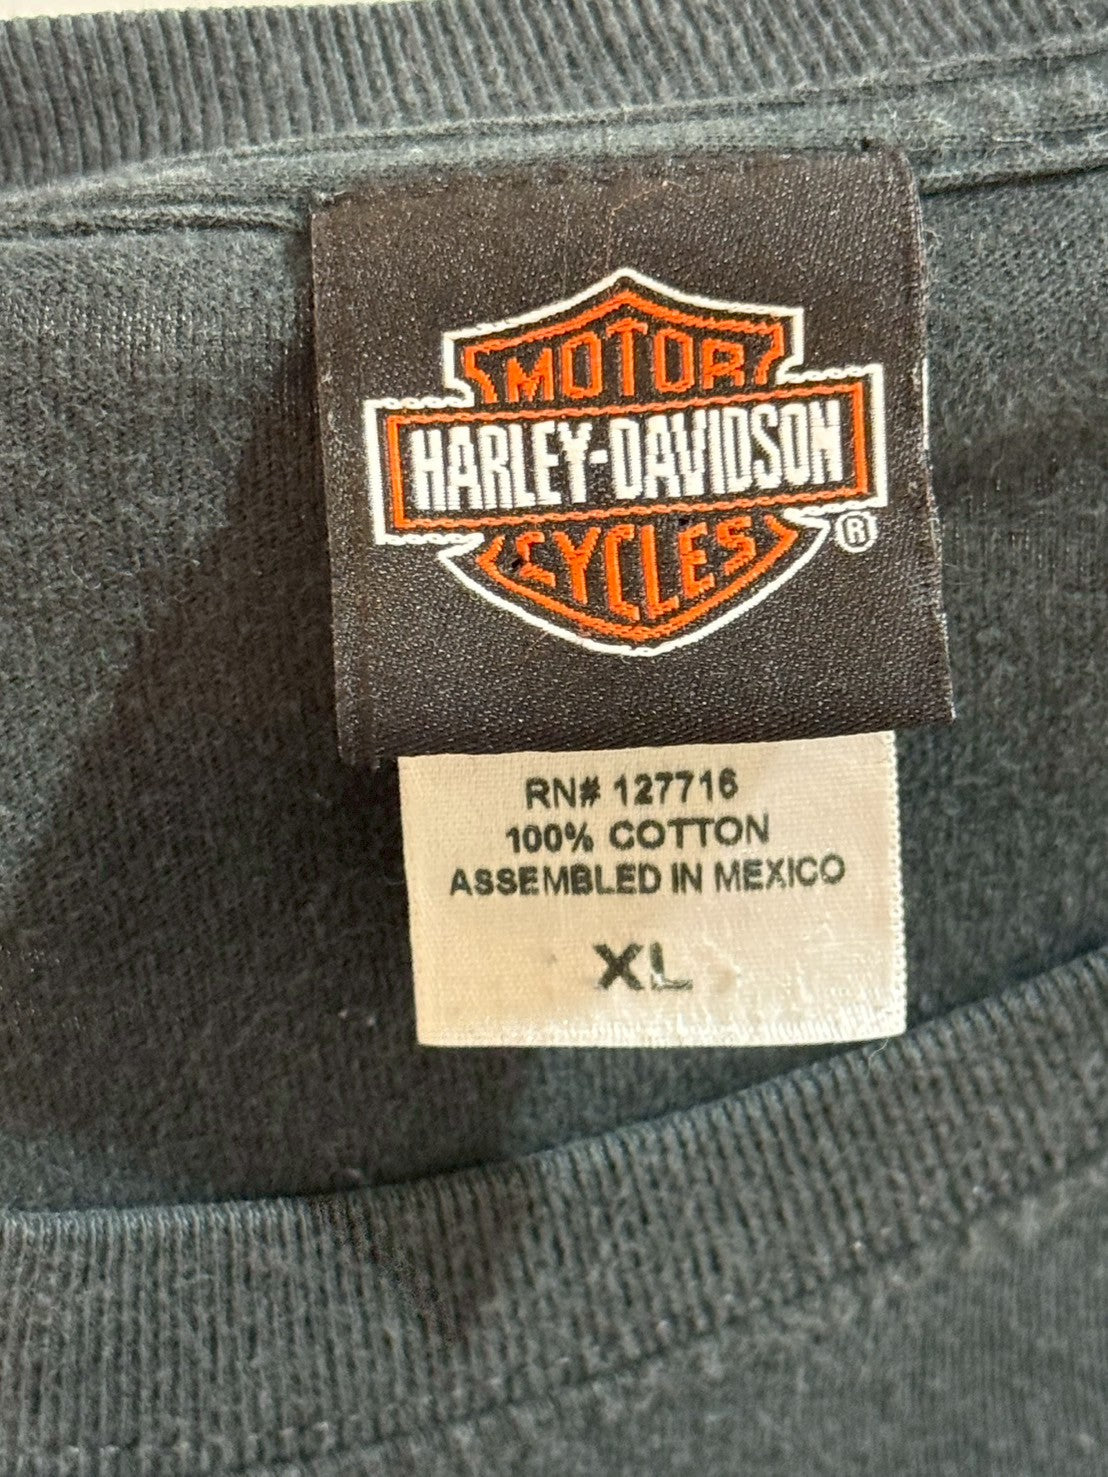 MOTOR
HARLEY-DAVIDSON
CYCLES
®
RN# 127716
100% COTTON
ASSEMBLED IN MEXICO
XL